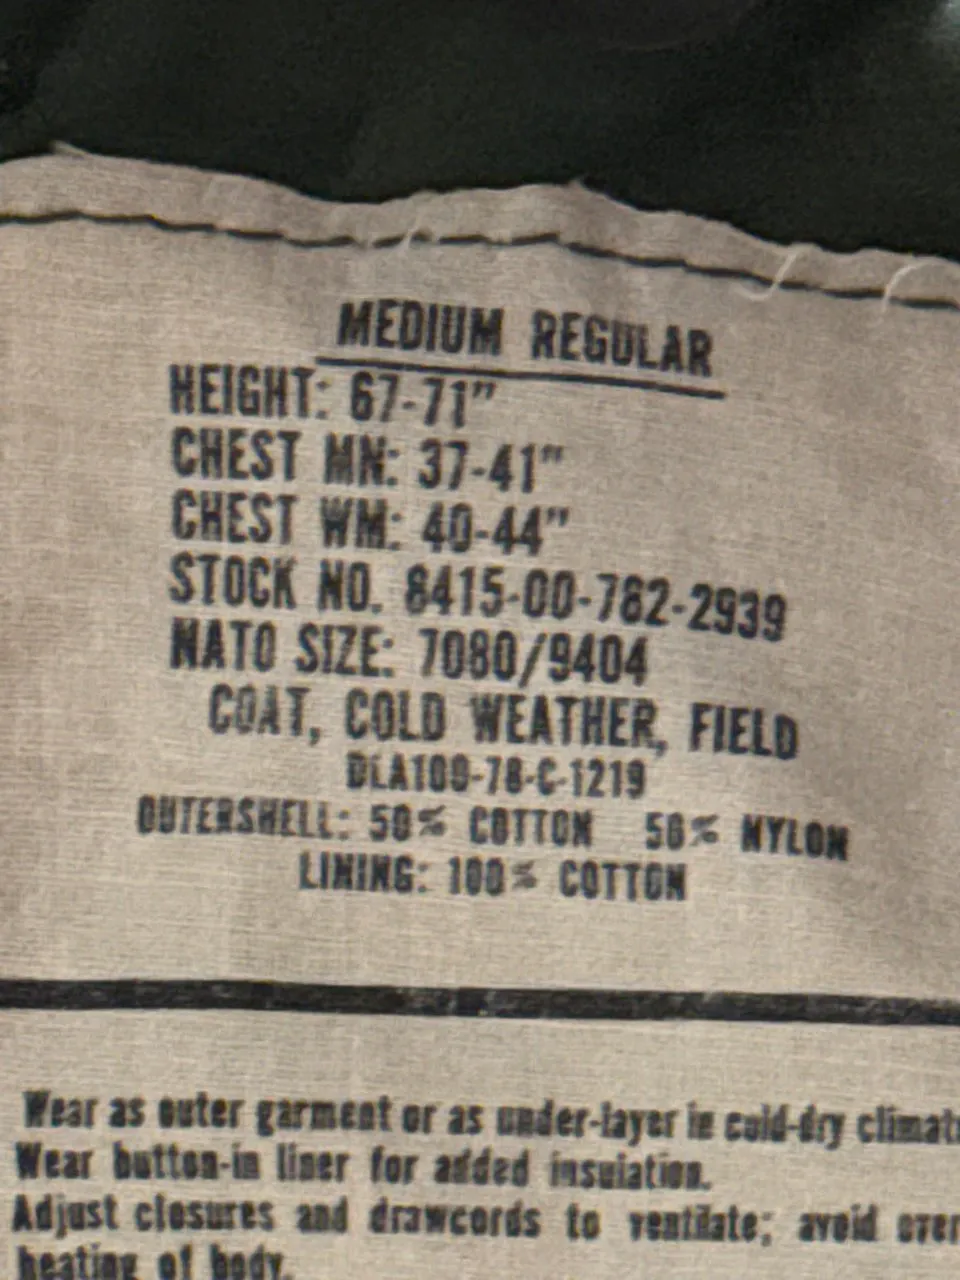 MEDIUM REGULAR
HEIGHT: 67-71"
CHEST MN: 37-41"
CHEST WM: 40-44"
STOCK NO. 8415-00-782-2939
NATO SIZE: 7080/9404
COAT, COLD WEATHER, FIELD
DLA100-78-C-1219
OUTERSHELL: 50% COTTON 50% NYLON
LINING: 100% COTTON
Wear as outer garment or as under-layer in cold-dry climat
Wear button-in liner for added insulation.
Adjust closures and drawcords to ventilate; avoid over
heating of body.